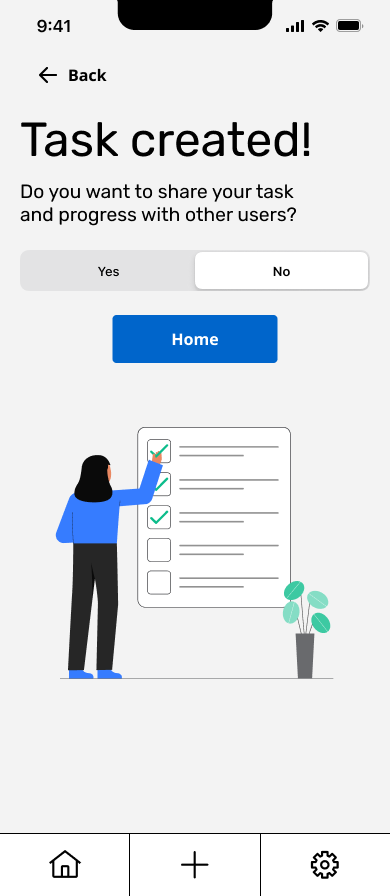 9:41
Back
Task created!
Do you want to share your task
and progress with other users?
Yes
No
Home